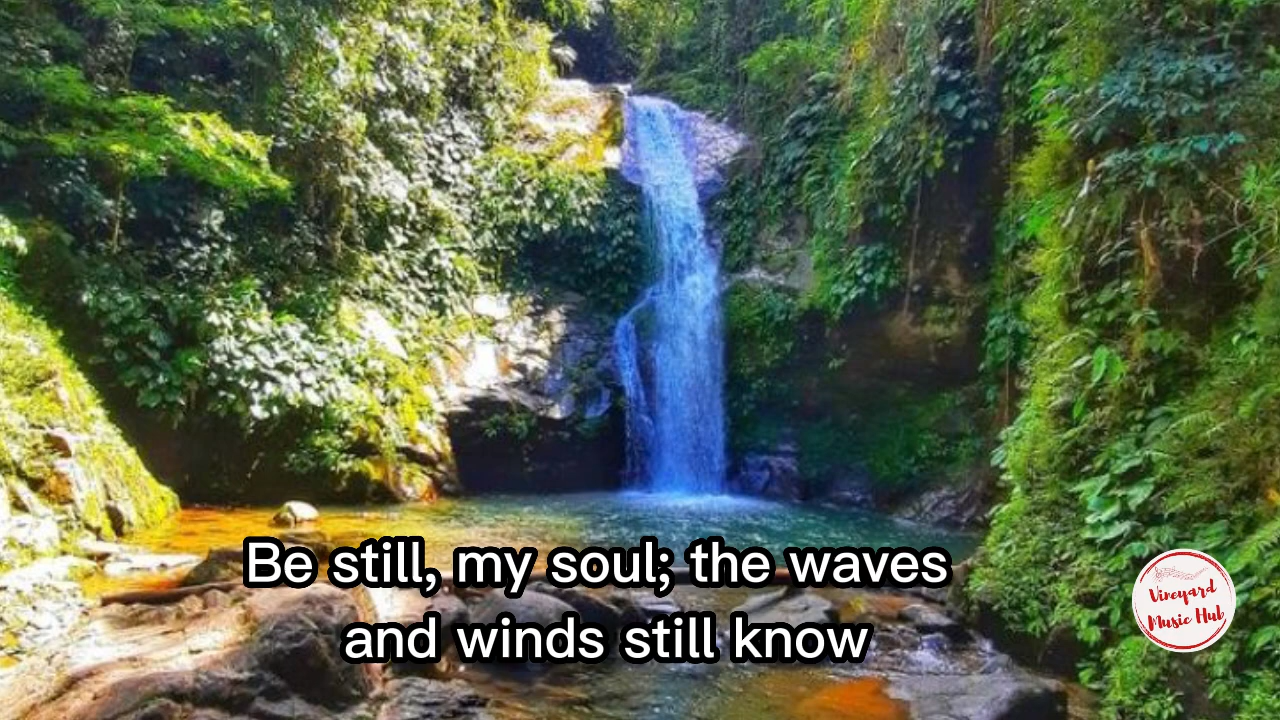 Be still, my soul; the waves
and winds still know
Vineyard
Music Hub